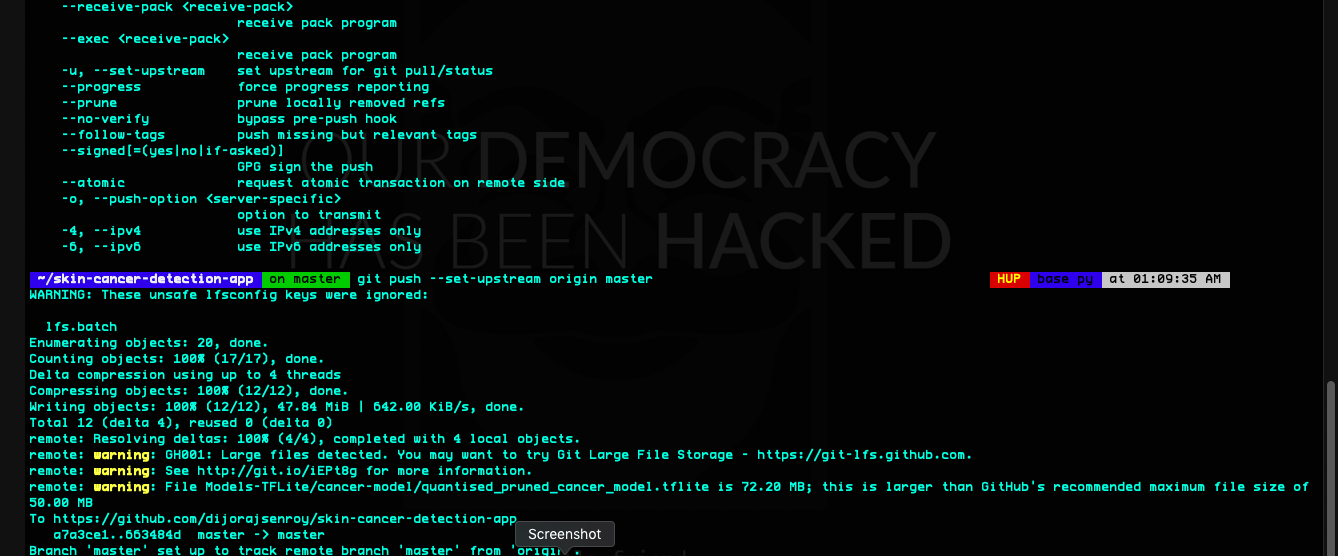 --receive-pack <receive-pack>
receive pack program
--exec <receive-pack>
receive pack program
-u, --set-upstream    set upstream for git pull/status
--progress            force progress reporting
--prune               prune locally removed refs
--no-verify           bypass pre-push hook
--follow-tags         push missing but relevant tags
--signed[=(yes|no|if-asked)]
GPG sign the push
--atomic              request atomic transaction on remote side
-o, --push-option <server-specific>
option to transmit
-4, --ipv4            use IPv4 addresses only
-6, --ipv6            use IPv6 addresses only
OUR DEMOCRACY
HAS BEEN HACKED
~/skin-cancer-detection-app on master git push --set-upstream origin master HUP base py at 01:09:35 AM
WARNING: These unsafe lfsconfig keys were ignored:
lfs.batch
Enumerating objects: 20, done.
Counting objects: 100% (17/17), done.
Delta compression using up to 4 threads
Compressing objects: 100% (12/12), done.
Writing objects: 100% (12/12), 47.84 MiB | 642.00 KiB/s, done.
Total 12 (delta 4), reused 0 (delta 0)
remote: Resolving deltas: 100% (4/4), completed with 4 local objects.
remote: warning: GH001: Large files detected. You may want to try Git Large File Storage - https://git-lfs.github.com.
remote: warning: See http://git.io/iEPt8g for more information.
remote: warning: File Models-TFLite/cancer-model/quantised_pruned_cancer_model.tflite is 72.20 MB; this is larger than GitHub's recommended maximum file size of
50.00 MB
To https://github.com/dijorajsenroy/skin-cancer-detection-app
a7a3ce1..663484d  master -> master
Screenshot
Branch 'master' set up to track remote branch 'master' from 'origin'.